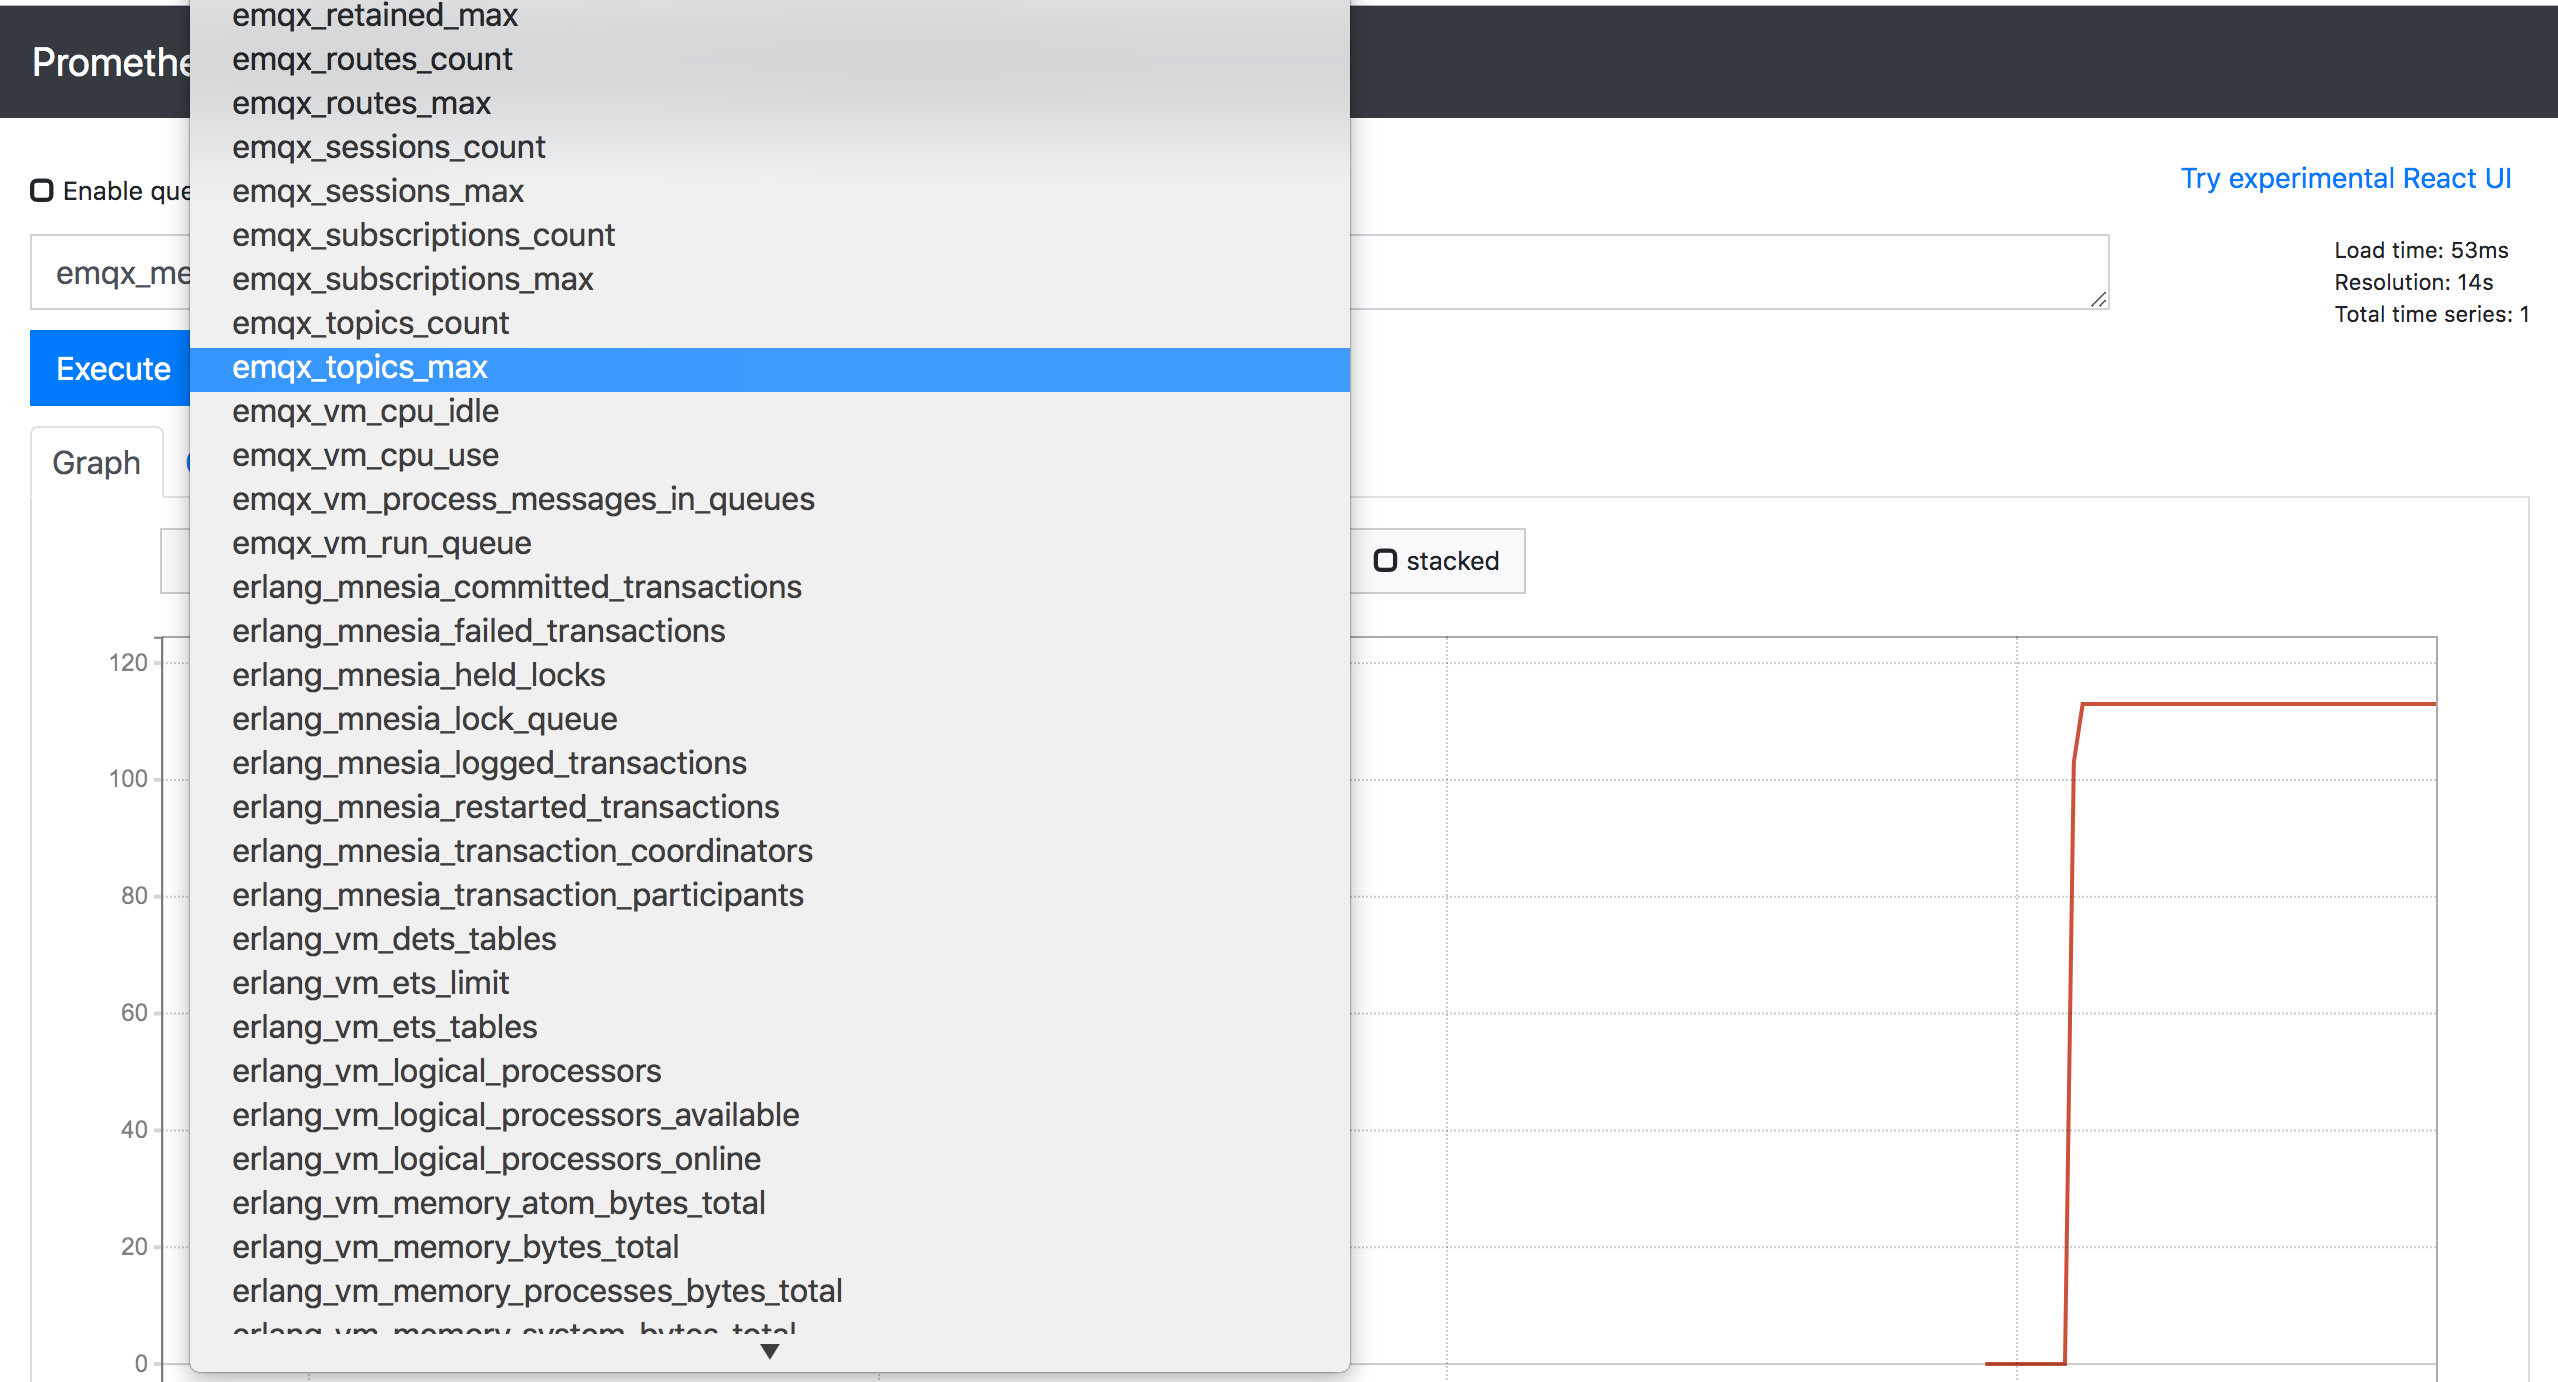 emqx_retained_max
Promethe
emqx_routes_count
emqx_routes_max
emqx_sessions_count
emqx_sessions_max
emqx_subscriptions_count
emqx_subscriptions_max
emqx_topics_count
emqx_topics_max
emqx_vm_cpu_idle
emqx_vm_cpu_use
emqx_vm_process_messages_in_queues
emqx_vm_run_queue
erlang_mnesia_committed_transactions
erlang_mnesia_failed_transactions
erlang_mnesia_held_locks
erlang_mnesia_lock_queue
erlang_mnesia_logged_transactions
erlang_mnesia_restarted_transactions
erlang_mnesia_transaction_coordinators
erlang_mnesia_transaction_participants
erlang_vm_dets_tables
erlang_vm_ets_limit
erlang_vm_ets_tables
erlang_vm_logical_processors
erlang_vm_logical_processors_available
erlang_vm_logical_processors_online
erlang_vm_memory_atom_bytes_total
erlang_vm_memory_bytes_total
erlang_vm_memory_processes_bytes_total
erlang_vm_memory_system_bytes_total
Enable que
Try experimental React UI
emqx_me
Load time: 53ms
Resolution: 14s
Total time series: 1
Execute
Graph
stacked
120
100
80
60
40
20
0